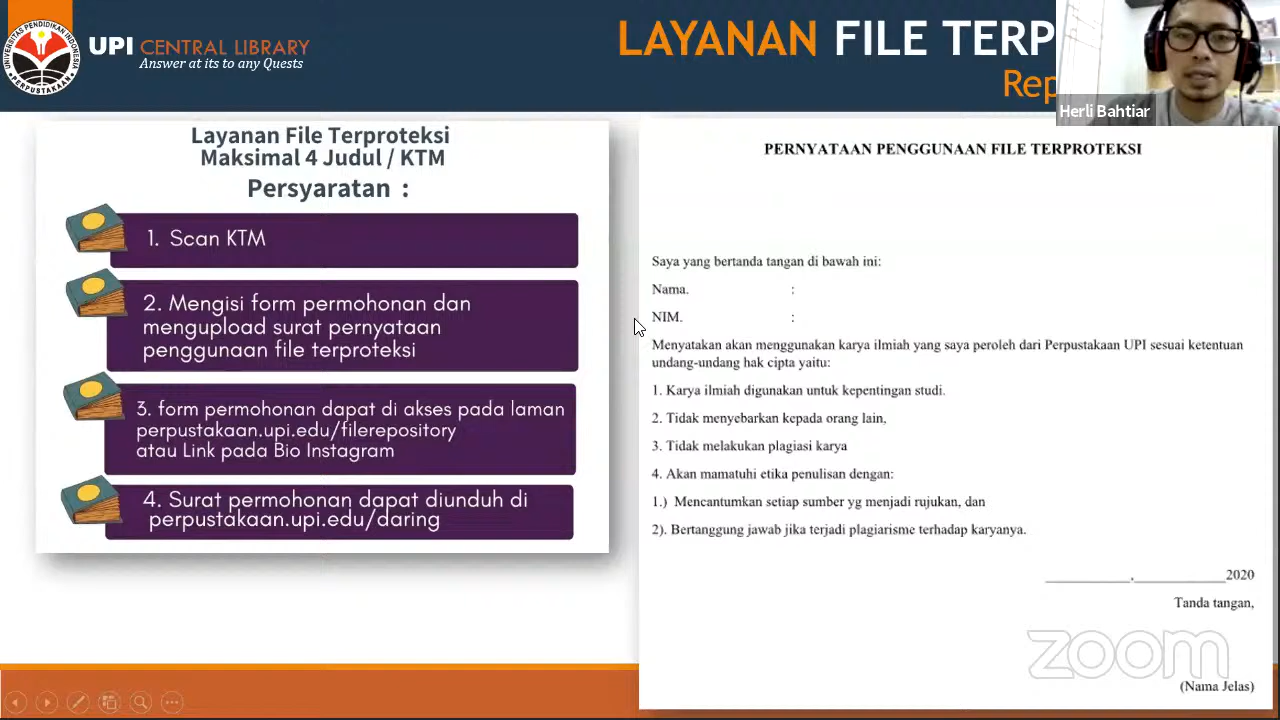 UPI CENTRAL LIBRARY
Answer at its to any Quests
UNIVERSITAS PENDIDIKAN INDONESIA
PERPUSTAKAAN
LAYANAN FILE TERP
Rep
Herli Bahtiar
Layanan File Terproteksi
Maksimal 4 Judul / KTM
Persyaratan :
1. Scan KTM
2. Mengisi form permohonan dan
mengupload surat pernyataan
penggunaan file terproteksi
3. form permohonan dapat di akses pada laman
perpustakaan.upi.edu/filerepository
atau Link pada Bio Instagram
4. Surat permohonan dapat diunduh di
perpustakaan.upi.edu/daring
PERNYATAAN PENGGUNAAN FILE TERPROTEKSI
Saya yang bertanda tangan di bawah ini:
Nama. :
NIM. :
Menyatakan akan menggunakan karya ilmiah yang saya peroleh dari Perpustakaan UPI sesuai ketentuan
undang-undang hak cipta yaitu:
1. Karya ilmiah digunakan untuk kepentingan studi.
2. Tidak menyebarkan kepada orang lain,
3. Tidak melakukan plagiasi karya
4. Akan mamatuhi etika penulisan dengan:
1.) Mencantumkan setiap sumber yg menjadi rujukan, dan
2). Bertanggung jawab jika terjadi plagiarisme terhadap karyanya.
______________,______________2020
Tanda tangan,
zoom
(Nama Jelas)